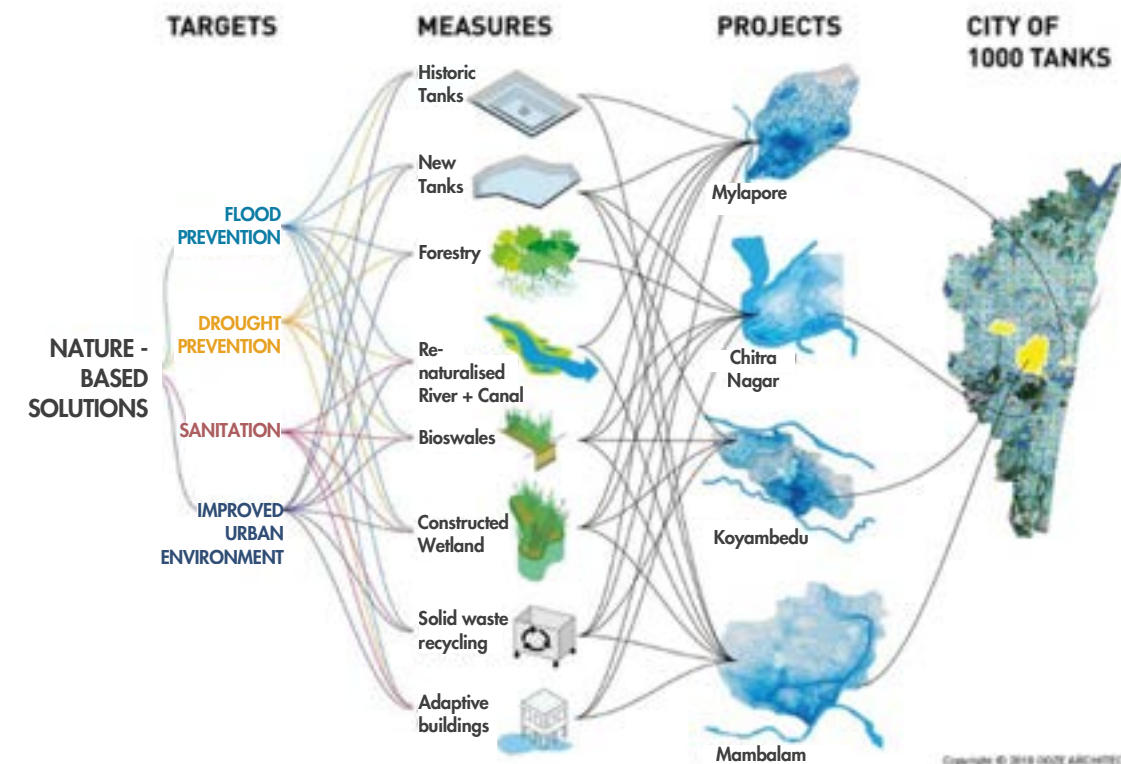 TARGETS
MEASURES
PROJECTS
CITY OF
1000 TANKS
NATURE -
BASED
SOLUTIONS
FLOOD
PREVENTION
DROUGHT
PREVENTION
SANITATION
IMPROVED
URBAN
ENVIRONMENT
Historic
Tanks
New
Tanks
Forestry
Re-
naturalised
River + Canal
Bioswales
Constructed
Wetland
Solid waste
recycling
Adaptive
buildings
Mylapore
Chitra
Nagar
Koyambedu
Mambalam
Copyright ©